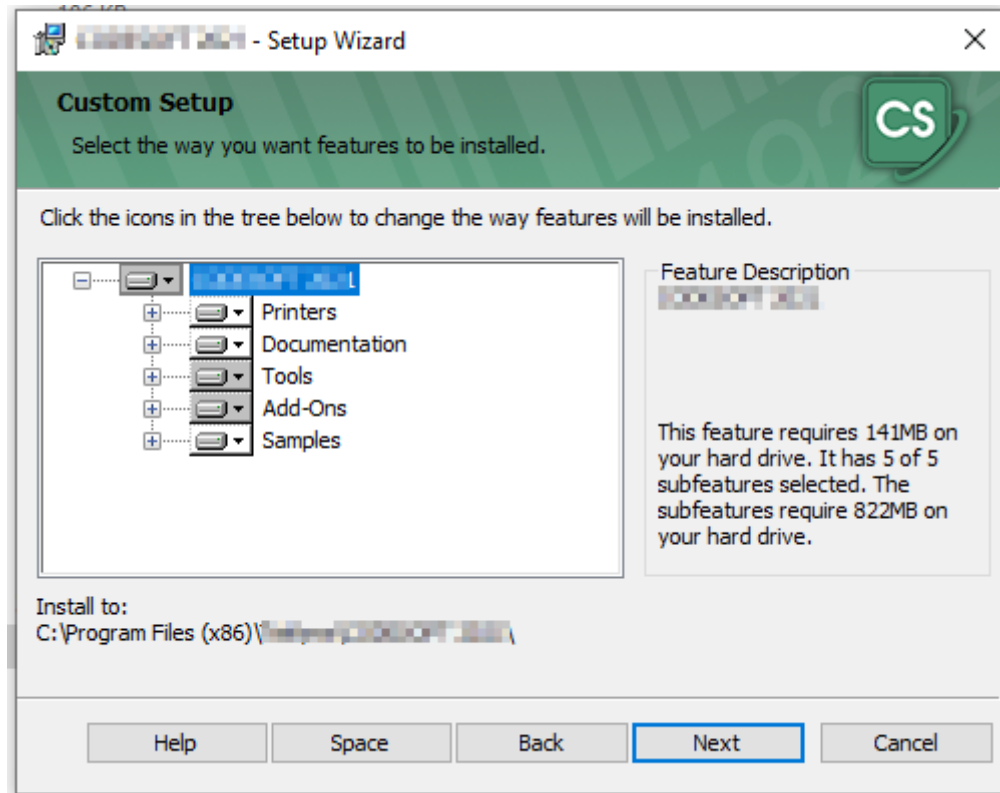 - Setup Wizard
Custom Setup
Select the way you want features to be installed.
CS
Click the icons in the tree below to change the way features will be installed.
Printers
Documentation
Tools
Add-Ons
Samples
Feature Description
This feature requires 141MB on
your hard drive. It has 5 of 5
subfeatures selected. The
subfeatures require 822MB on
your hard drive.
Install to:
C:\Program Files (x86)\
Help
Space
Back
Next
Cancel